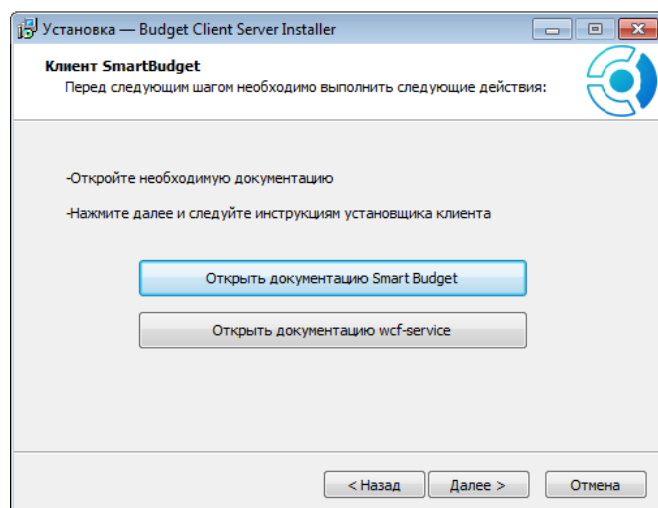 Установка — Budget Client Server Installer
Клиент SmartBudget
Перед следующим шагом необходимо выполнить следующие действия:
-Откройте необходимую документацию
-Нажмите далее и следуйте инструкциям установщика клиента
Открыть документацию Smart Budget
Открыть документацию wcf-service
< Назад
Далее >
Отмена